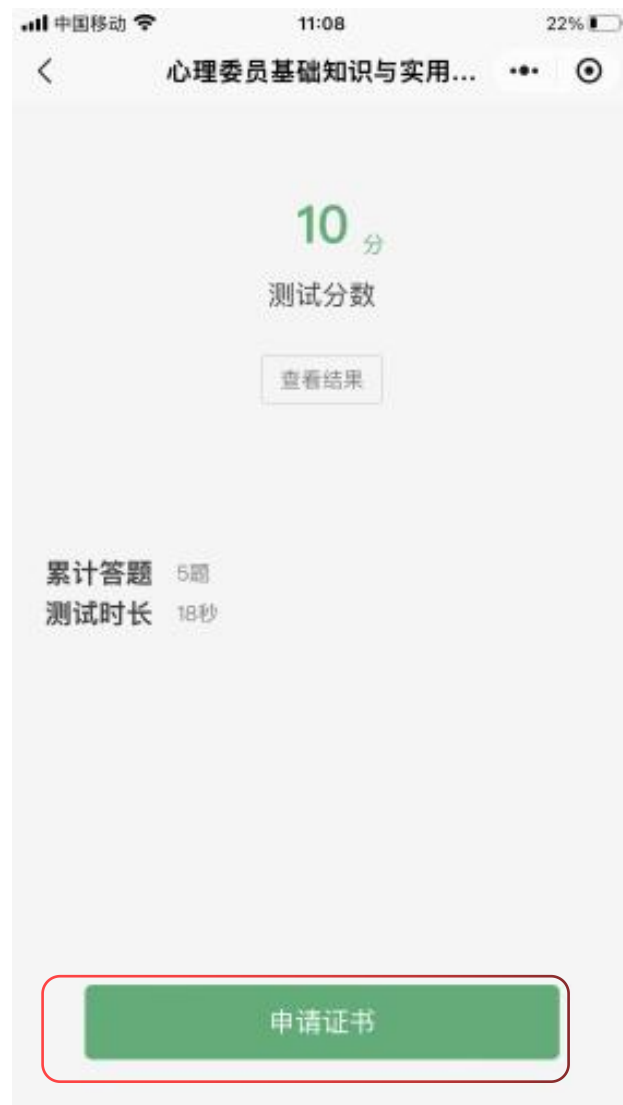 中国移动 11:08 22%
心理委员基础知识与实用...
10 分
测试分数
查看结果
累计答题 5题
测试时长 18秒
申请证书